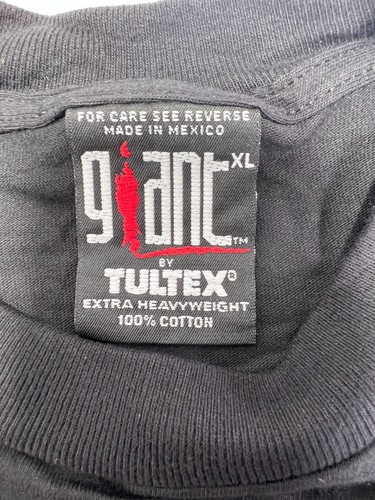 FOR CARE SEE REVERSE
MADE IN MEXICO
giant XL
™
BY
TULTEX®
EXTRA HEAVYWEIGHT
100% COTTON